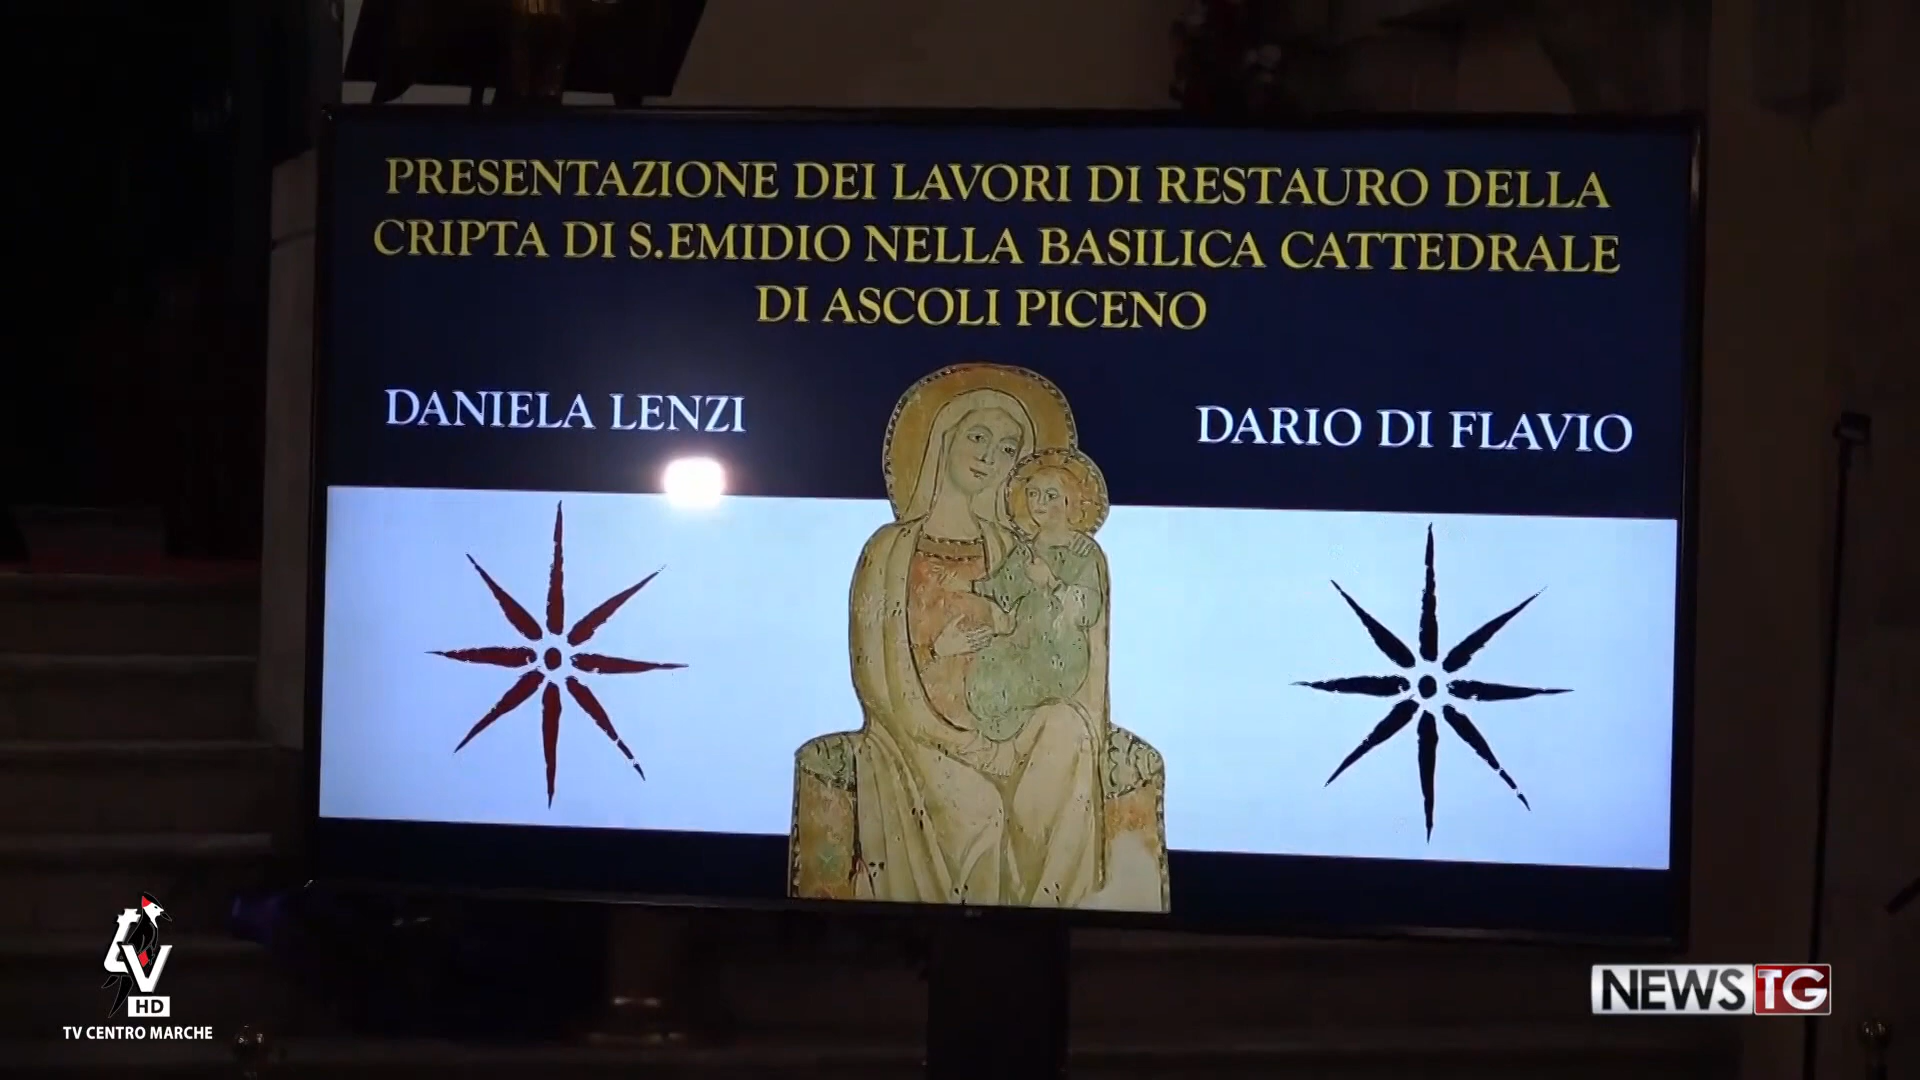 PRESENTAZIONE DEI LAVORI DI RESTAURO DELLA
CRIPTA DI S.EMIDIO NELLA BASILICA CATTEDRALE
DI ASCOLI PICENO
DANIELA LENZI
DARIO DI FLAVIO
tV
HD
TV CENTRO MARCHE
NEWS TG